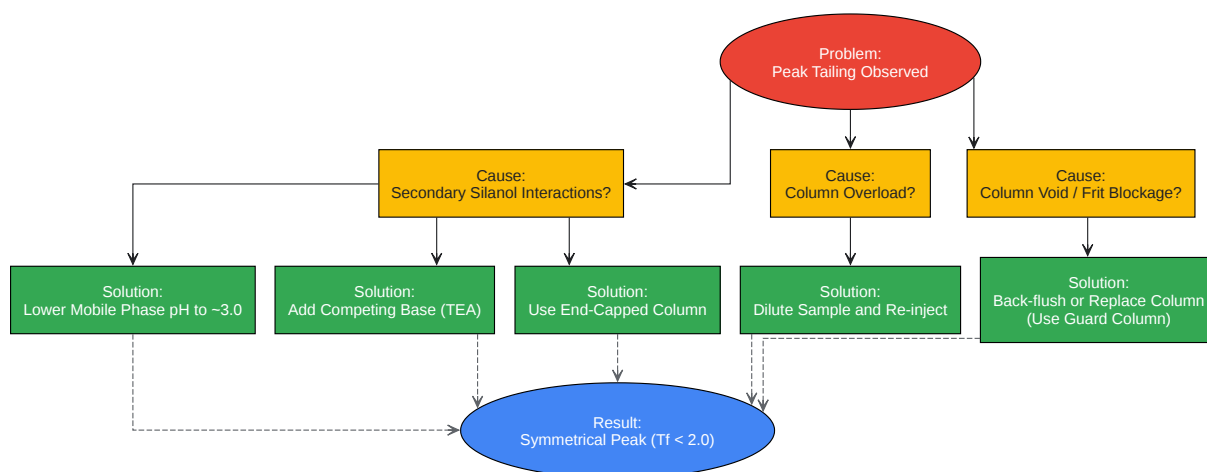 Problem:
Peak Tailing Observed
Cause:
Secondary Silanol Interactions?
Cause:
Column Overload?
Cause:
Column Void / Frit Blockage?
Solution:
Lower Mobile Phase pH to ~3.0
Solution:
Add Competing Base (TEA)
Solution:
Use End-Capped Column
Solution:
Dilute Sample and Re-inject
Solution:
Back-flush or Replace Column
(Use Guard Column)
Result:
Symmetrical Peak (Tf < 2.0)